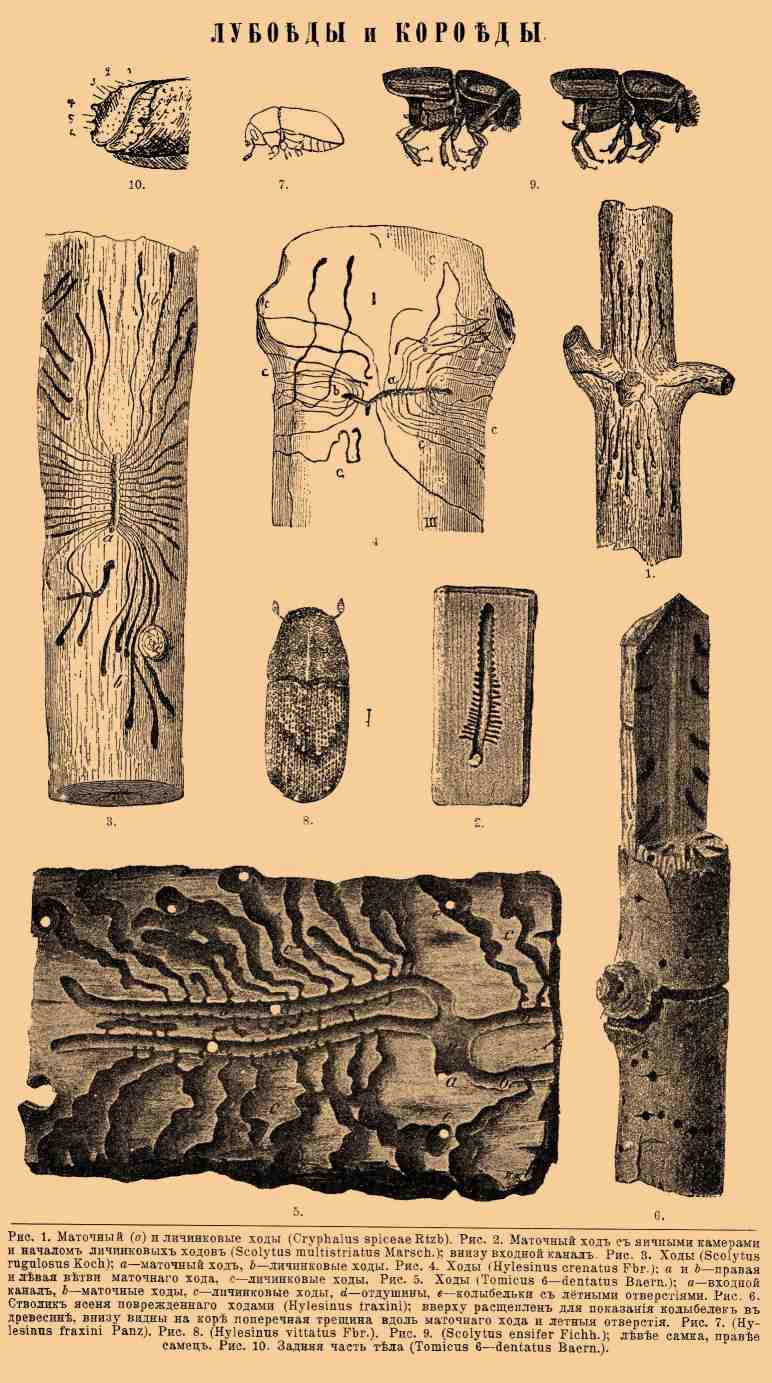 ЛУБОѢДЫ и КОРОѢДЫ.
10.
7.
9.
4
1.
3.
8.
2.
5.
6.
Рис. 1. Маточный (a) и личинковые ходы (Cryphalus spiceae Rtzb). Рис. 2. Маточный ходъ съ яичными камерами
и началомъ личинковыхъ ходовъ (Scolytus multistriatus Marsch.); внизу входной каналъ. Рис. 3. Ходы (Scolytus
rugulosus Koch); a—маточный ходъ, b—личинковые ходы. Рис. 4. Ходы (Hylesinus crenatus Fbr.); a и b—правая
и лѣвая вѣтви маточнаго хода, c—личинковые ходы. Рис. 5. Ходы (Tomicus 6—dentatus Baern.); a—входной
каналъ, b—маточные ходы, c—личинковые ходы, d—отдушины, e—колыбельки съ лётными отверстіями. Рис. 6.
Стволикъ ясеня поврежденнаго ходами (Hylesinus fraxini); вверху расщепленъ для показанія колыбелекъ въ
древесинѣ, внизу видны на корѣ поперечная трещина вдоль маточнаго хода и летныя отверстія. Рис. 7. (Hy-
lesinus fraxini Panz). Рис. 8. (Hylesinus vittatus Fbr.). Рис. 9. (Scolytus ensifer Fichh.); лѣвѣе самка, правѣе
самецъ. Рис. 10. Задняя часть тѣла (Tomicus 6—dentatus Baern.).